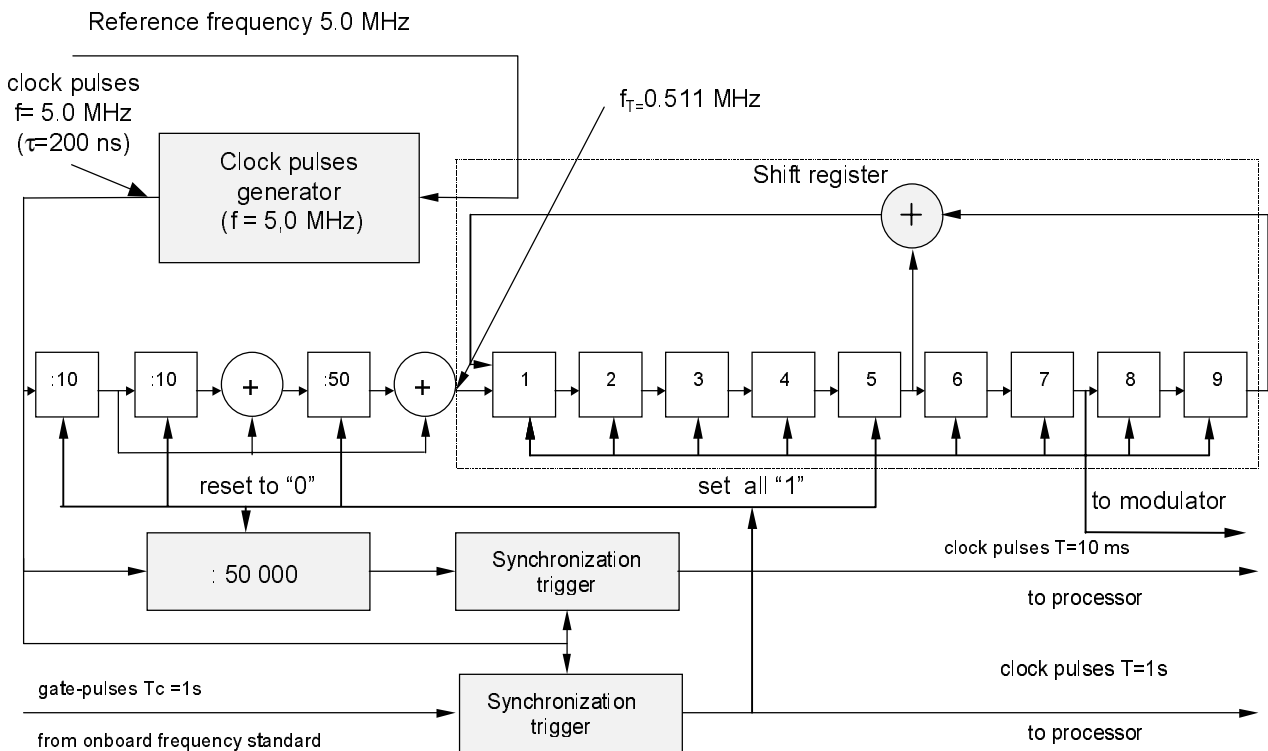 Reference frequency 5.0 MHz
clock pulses
f= 5.0 MHz
(τ=200 ns)
f_T=0.511 MHz
Clock pulses
generator
(f = 5,0 MHz)
Shift register
+
:10
:10
+
:50
+
1
2
3
4
5
6
7
8
9
reset to “0”
set all “1”
to modulator
: 50 000
Synchronization
trigger
clock pulses T=10 ms
to processor
gate-pulses Tc =1s
from onboard frequency standard
Synchronization
trigger
clock pulses T=1s
to processor